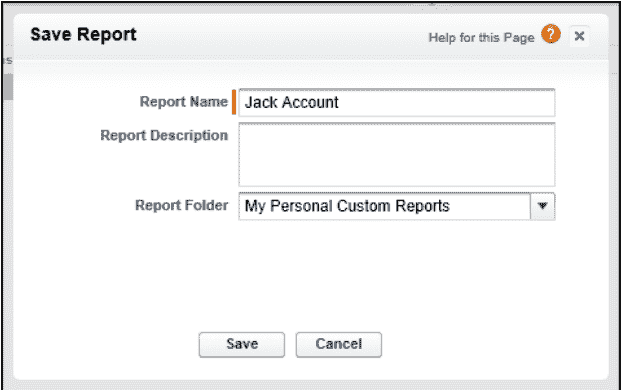 Save Report
Help for this Page ?
Report Name Jack Account
Report Description
Report Folder My Personal Custom Reports
Save Cancel